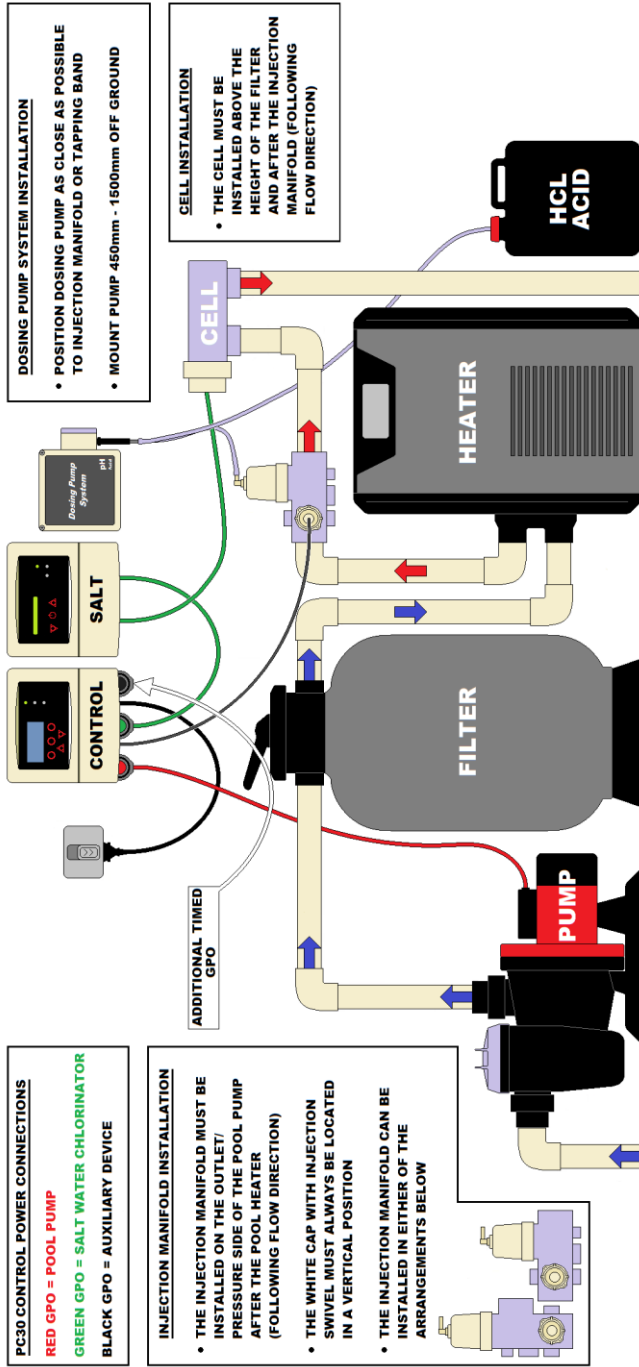 PC30 CONTROL POWER CONNECTIONS
RED GPO = POOL PUMP
GREEN GPO = SALT WATER CHLORINATOR
BLACK GPO = AUXILIARY DEVICE
INJECTION MANIFOLD INSTALLATION
• THE INJECTION MANIFOLD MUST BE
INSTALLED ON THE OUTLET/
PRESSURE SIDE OF THE POOL PUMP
AFTER THE POOL HEATER
(FOLLOWING FLOW DIRECTION)
• THE WHITE CAP WITH INJECTION
SWIVEL MUST ALWAYS BE LOCATED
IN A VERTICAL POSITION
• THE INJECTION MANIFOLD CAN BE
INSTALLED IN EITHER OF THE
ARRANGEMENTS BELOW
ADDITIONAL TIMED
GPO
CONTROL
SALT
Dosing Pump
System
pH
DOSING PUMP SYSTEM INSTALLATION
• POSITION DOSING PUMP AS CLOSE AS POSSIBLE
TO INJECTION MANIFOLD OR TAPPING BAND
• MOUNT PUMP 450mm - 1500mm OFF GROUND
CELL INSTALLATION
• THE CELL MUST BE
INSTALLED ABOVE THE
HEIGHT OF THE FILTER
AND AFTER THE INJECTION
MANIFOLD (FOLLOWING
FLOW DIRECTION)
CELL
PUMP
FILTER
HEATER
HCL
ACID